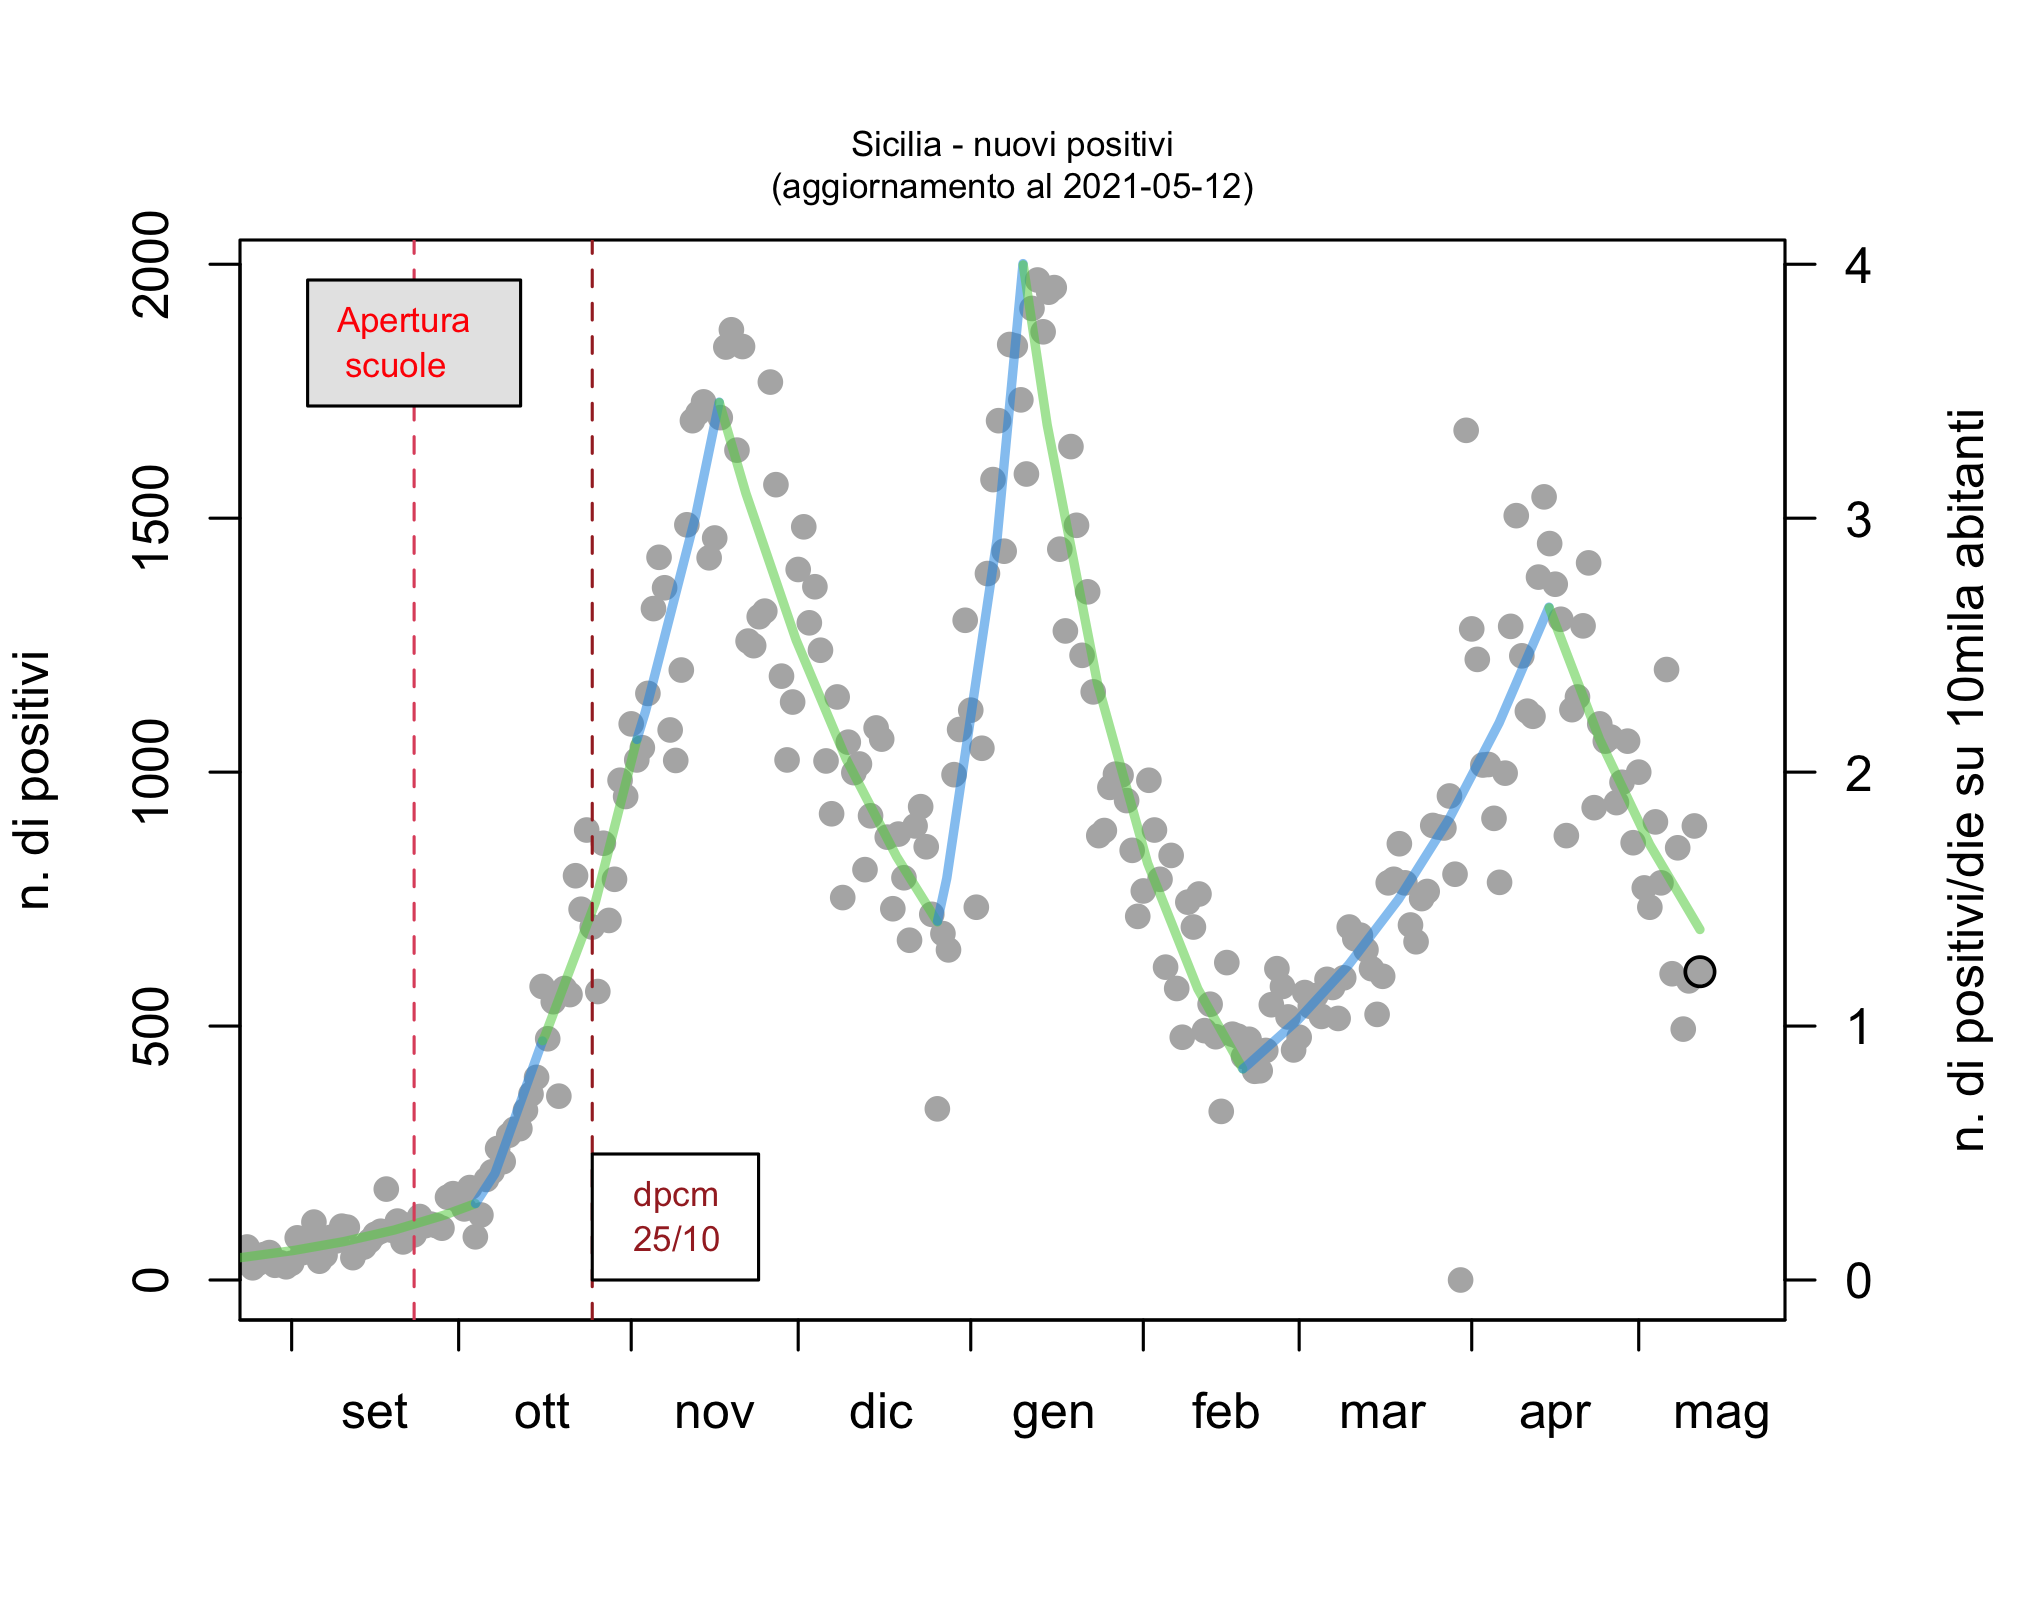 Sicilia - nuovi positivi
(aggiornamento al 2021-05-12)
Apertura
scuole
dpcm
25/10
n. di positivi
0
500
1000
1500
2000
n. di positivi/die su 10mila abitanti
0
1
2
3
4
set ott nov dic gen feb mar apr mag